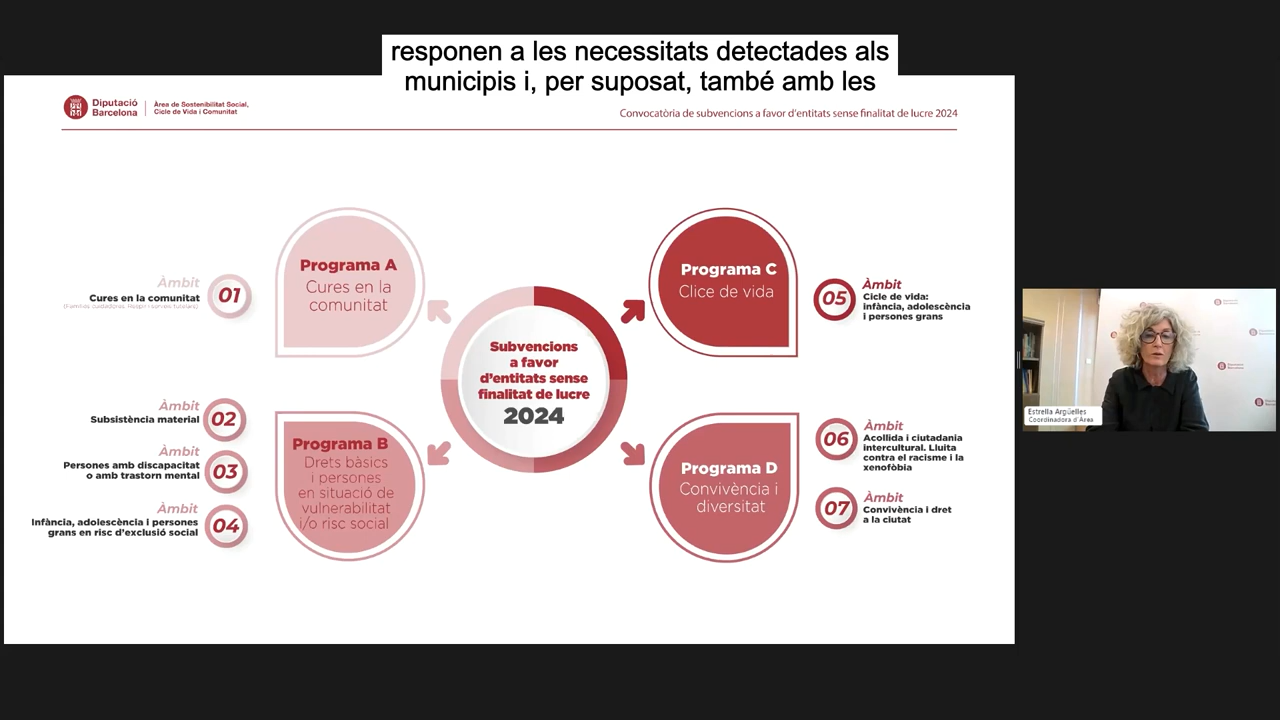 responen a les necessitats detectades als
municipis i, per suposat, també amb les
Diputació
Barcelona
Àrea de Sostenibilitat Social,
Cicle de Vida i Comunitat
Convocatòria de subvencions a favor d'entitats sense finalitat de lucre 2024
Programa A
Cures en la
comunitat
Àmbit
01
Cures en la comunitat
Programa B
Drets bàsics
i persones
en situació de
vulnerabilitat
i/o risc social
Àmbit
02
Subsistència material
Àmbit
03
Persones amb discapacitat
o amb trastorn mental
Àmbit
04
Infància, adolescència i persones
grans en risc d'exclusió social
Subvencions
a favor
d'entitats sense
finalitat de lucre
2024
Programa C
Clice de vida
Àmbit
05
Cicle de vida:
infància, adolescència
i persones grans
Programa D
Convivència i
diversitat
Àmbit
06
Acollida i ciutadania
intercultural. Lluita
contra el racisme i la
xenofòbia
Àmbit
07
Convivència i dret
a la ciutat
Estrella Argüelles
Coordinadora d'Àrea